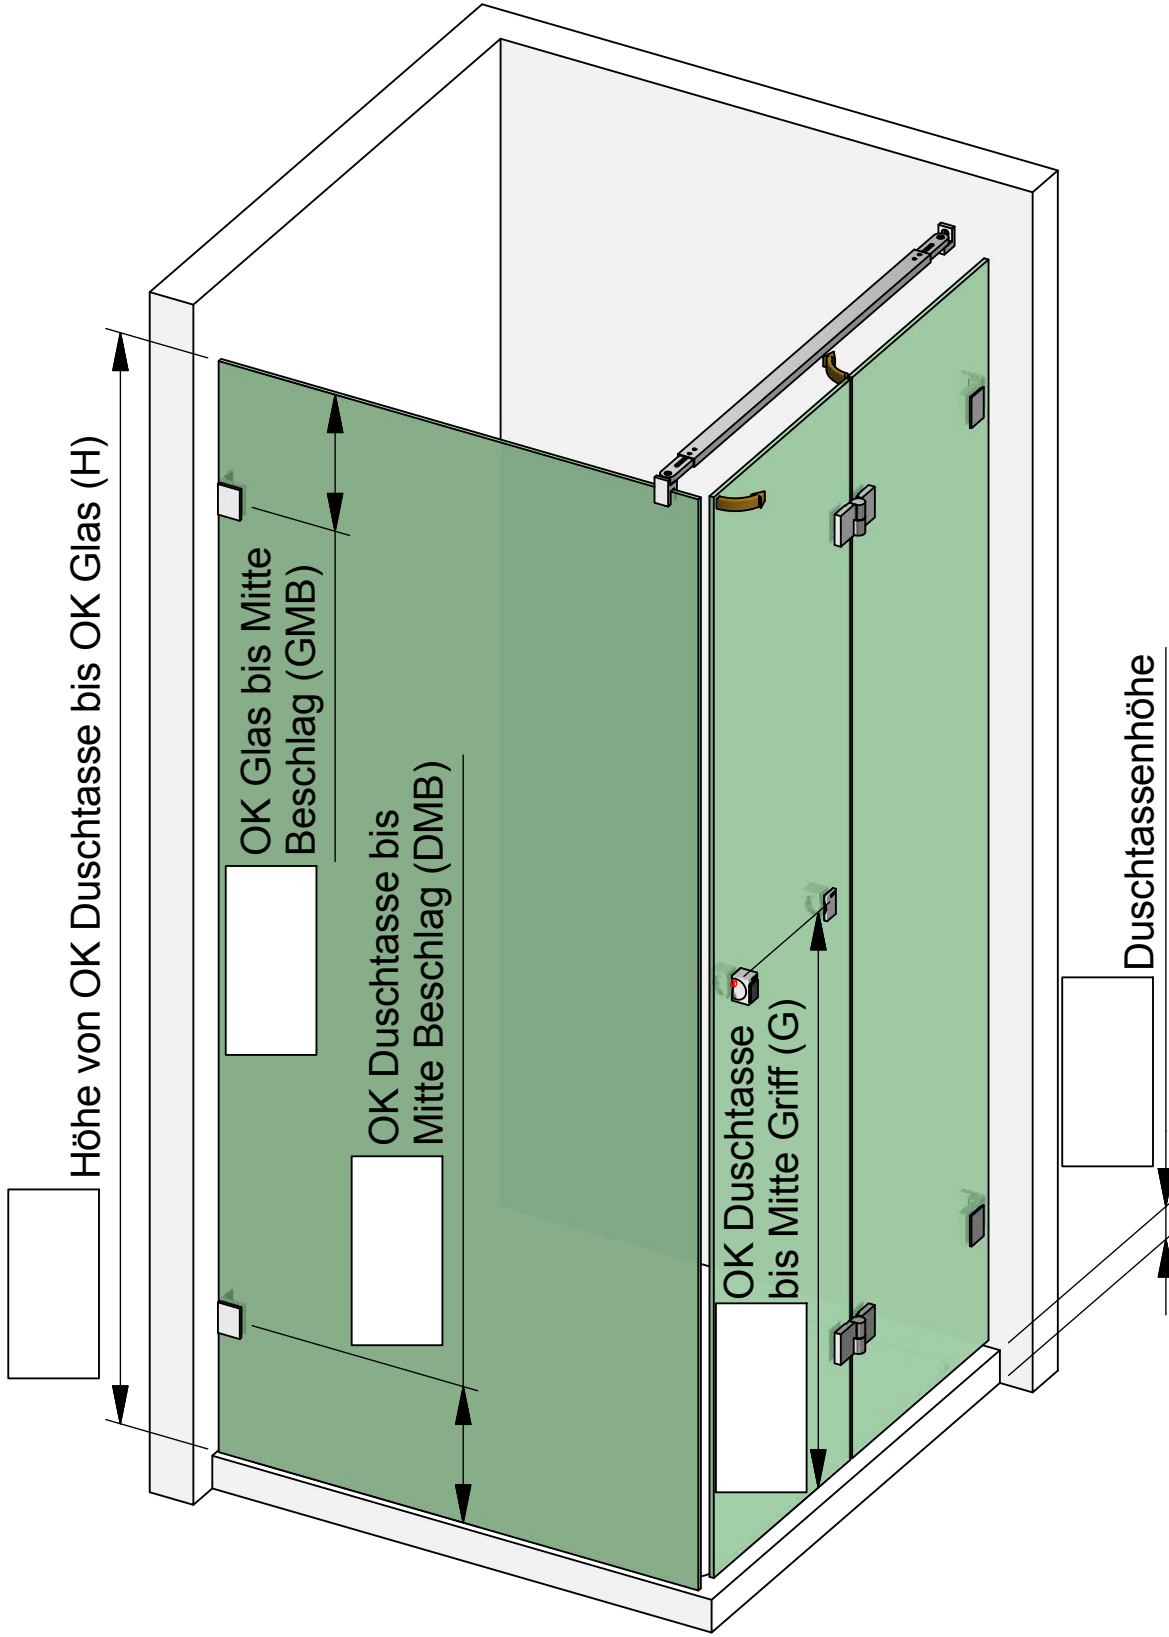 Höhe von OK Duschtasse bis OK Glas (H)
OK Glas bis Mitte
Beschlag (GMB)
OK Duschtasse bis
Mitte Beschlag (DMB)
OK Duschtasse
bis Mitte Griff (G)
Duschtassenhöhe